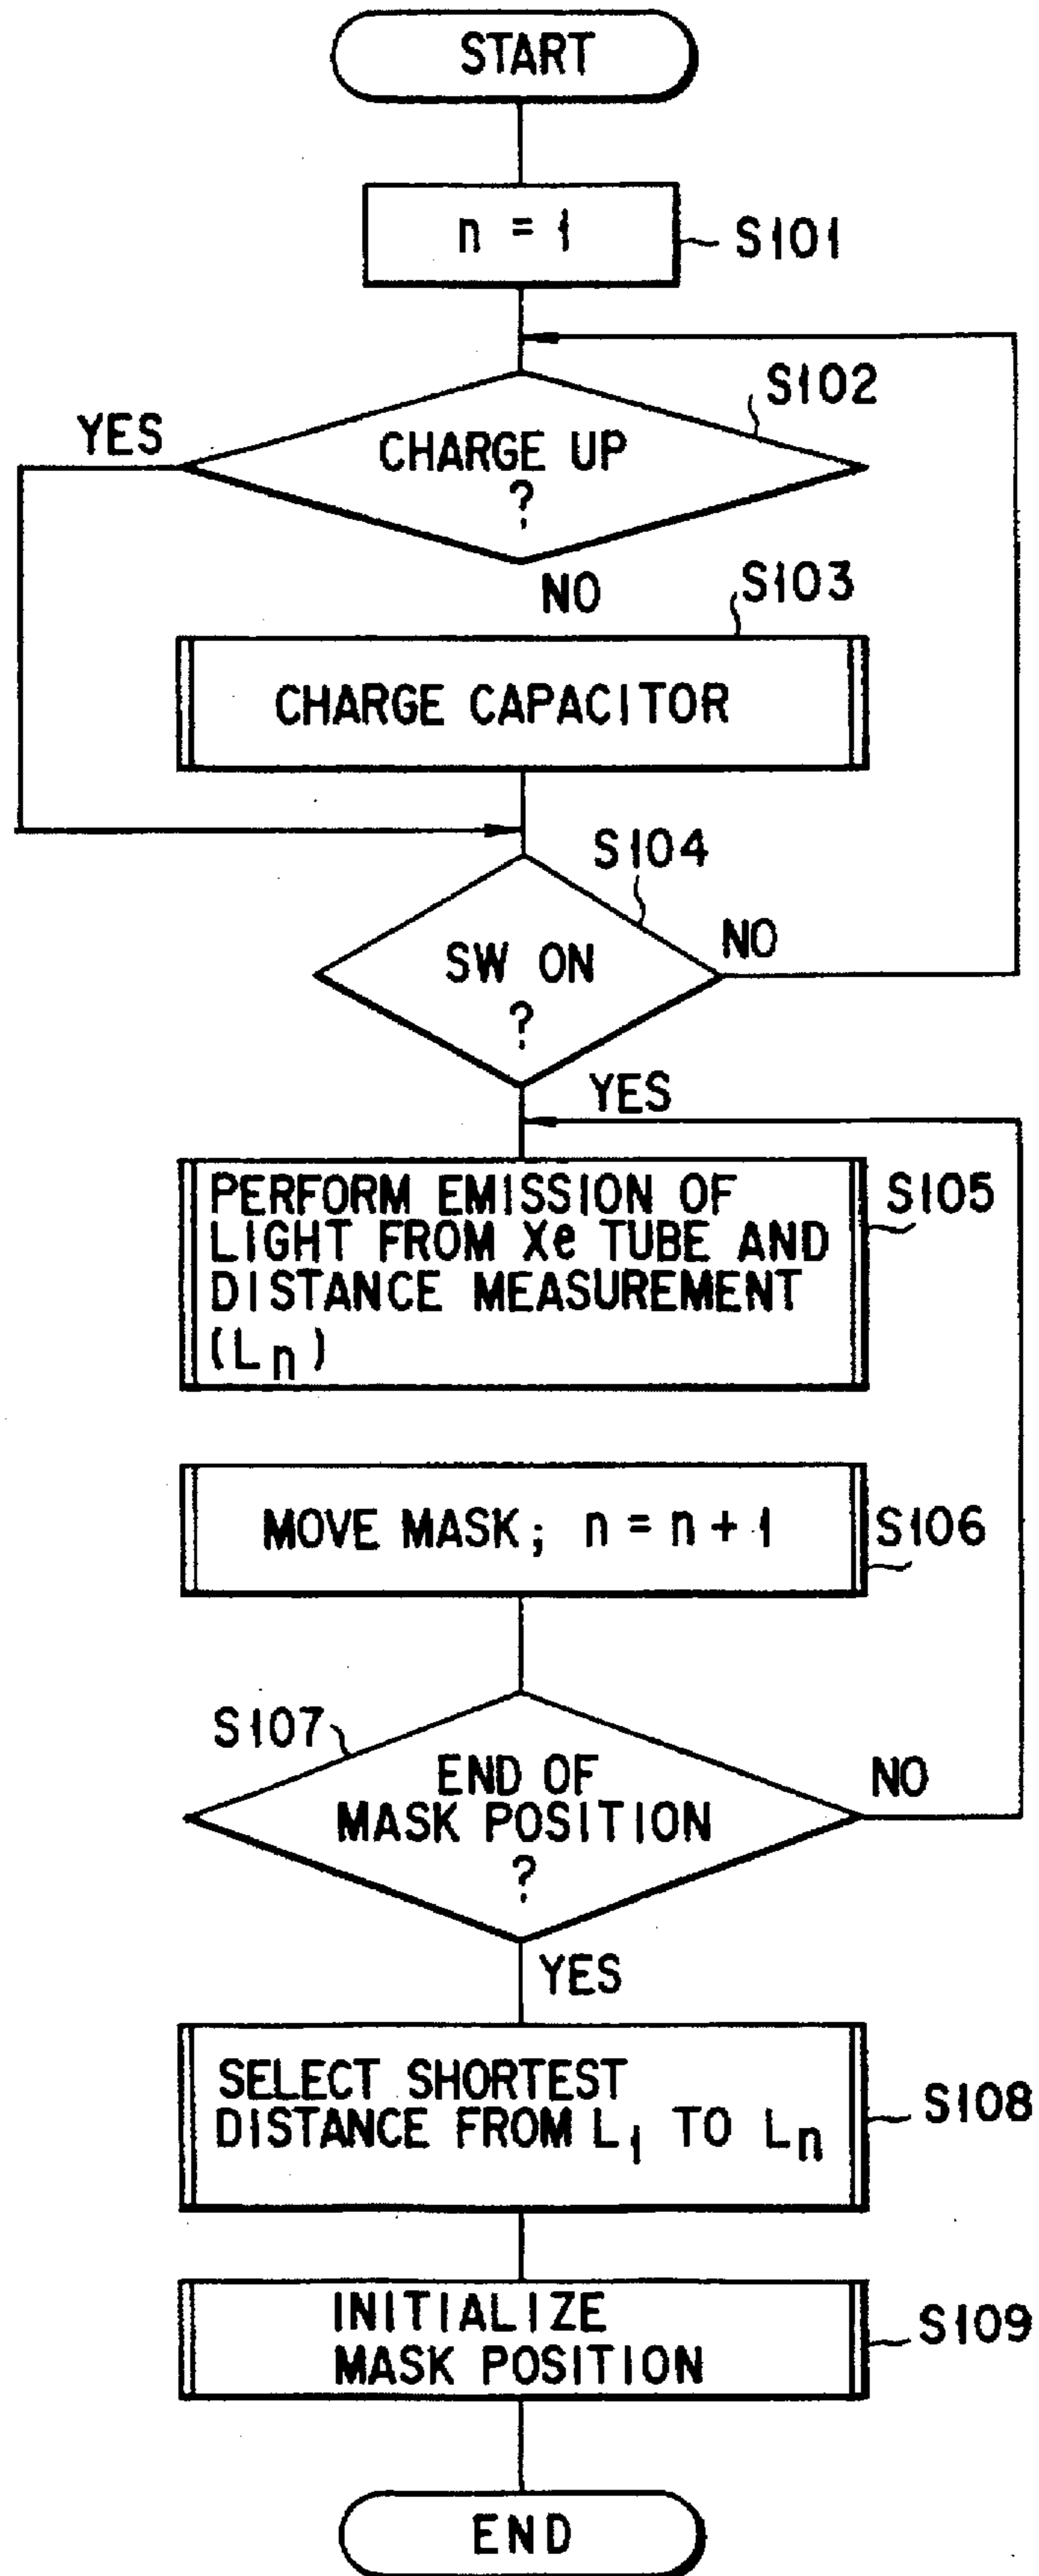 START
n = 1
S101
S102
YES
CHARGE UP
?
NO
S103
CHARGE CAPACITOR
S104
SW ON
?
NO
YES
PERFORM EMISSION OF
LIGHT FROM Xe TUBE AND
DISTANCE MEASUREMENT
(Ln)
S105
MOVE MASK; n = n + 1
S106
S107
END OF
MASK POSITION
?
NO
YES
SELECT SHORTEST
DISTANCE FROM L1 TO Ln
S108
INITIALIZE
MASK POSITION
S109
END